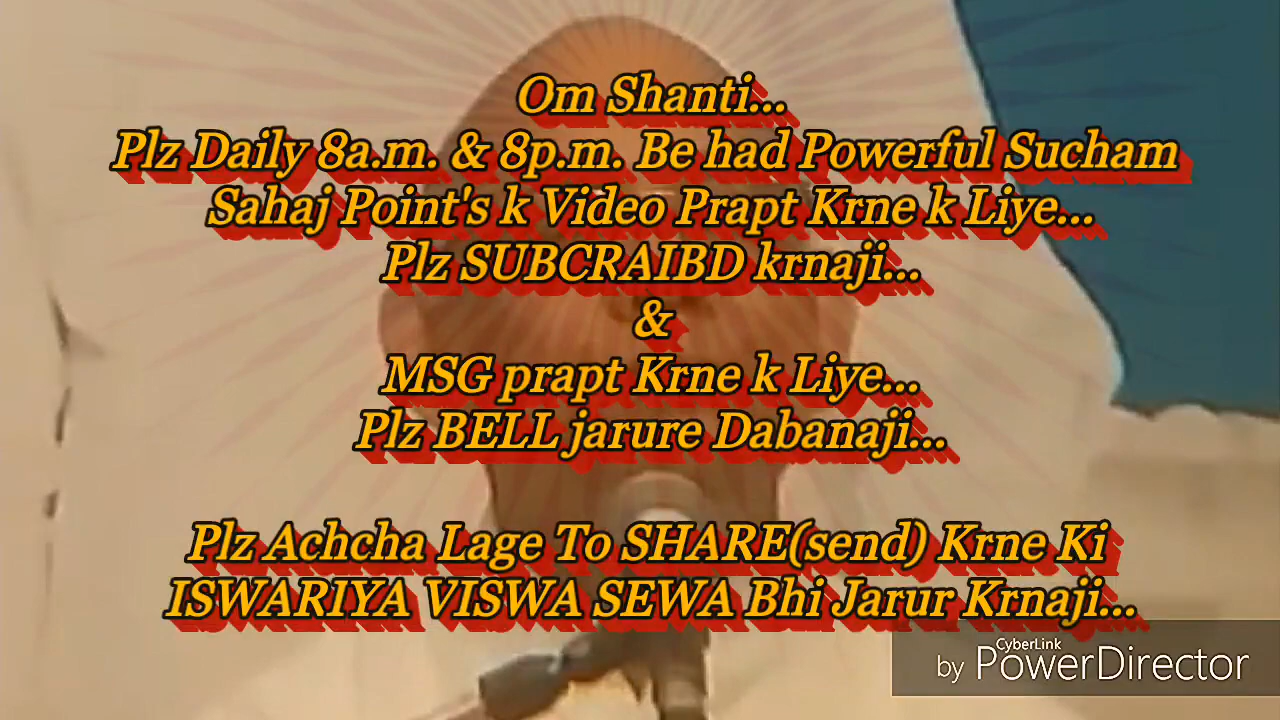 Om Shanti...
Plz Daily 8a.m. & 8p.m. Be had Powerful Sucham
Sahaj Point's k Video Prapt Krne k Liye...
Plz SUBCRAIBD krnaji...
&
MSG prapt Krne k Liye...
Plz BELL jarure Dabanaji...
Plz Achcha Lage To SHARE(send) Krne Ki
ISWARIYA VISWA SEWA Bhi Jarur Krnaji...
CyberLink
by PowerDirector